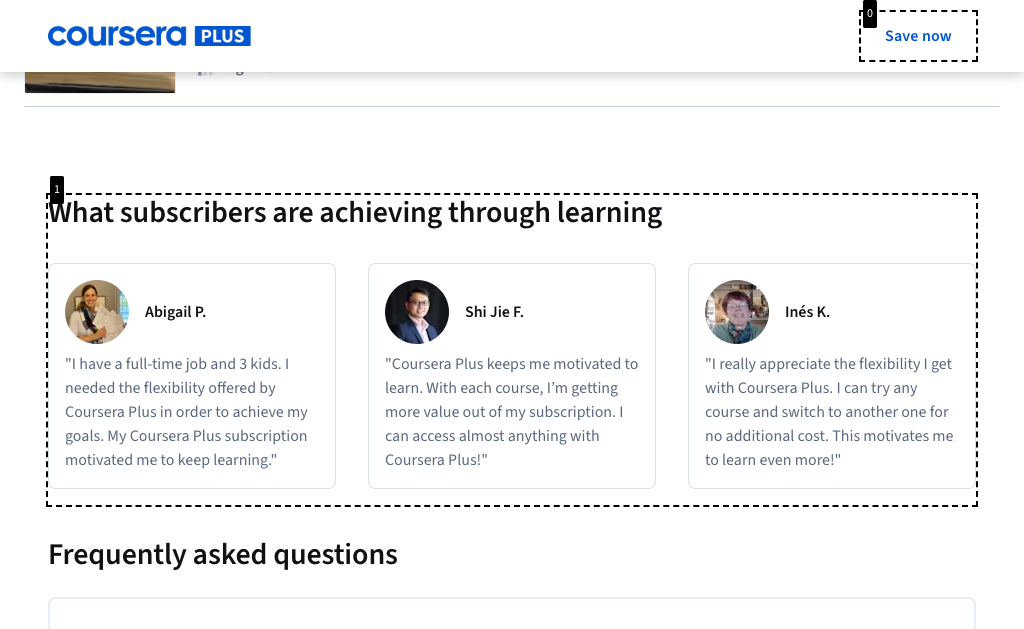 coursera PLUS
0
Save now
1
What subscribers are achieving through learning
Abigail P.
"I have a full-time job and 3 kids. I
needed the flexibility offered by
Coursera Plus in order to achieve my
goals. My Coursera Plus subscription
motivated me to keep learning."
Shi Jie F.
"Coursera Plus keeps me motivated to
learn. With each course, I'm getting
more value out of my subscription. I
can access almost anything with
Coursera Plus!"
Inés K.
"I really appreciate the flexibility I get
with Coursera Plus. I can try any
course and switch to another one for
no additional cost. This motivates me
to learn even more!"
Frequently asked questions